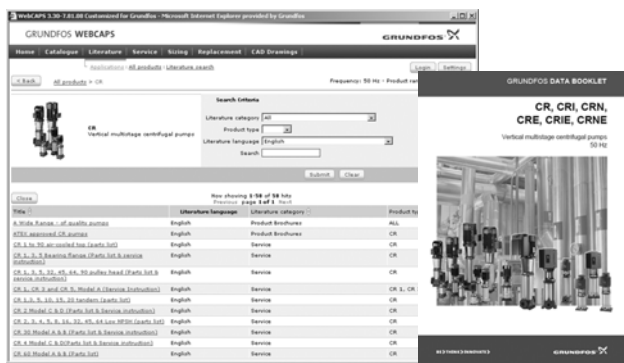 WebCAPS 3.30-7.01.08 Customized for Grundfos - Microsoft Internet Explorer provided by Grundfos
GRUNDFOS WEBCAPS
GRUNDFOS
Home | Catalogue | Literature | Service | Sizing | Replacement | CAD Drawings |
Applications · All products · Literature search
Login Settings
< Back All products > CR
Frequency: 50 Hz - Product ran
Search Criteria
CR
Vertical multistage centrifugal pumps
Literature category All
Product type
Literature language English
Search
Submit Clear
Close
Now showing 1-50 of 58 hits
Previous page 1 of 1 Next
Title Literature language Literature category Product ty
A Wide Range - of quality pumps English Product Brochures ALL
ATEX approved CR pumps English Product Brochures CR
CR 1 to 90 air-cooled top (parts list) English Service CR
CR 1, 3, 5 Bearing flange (Parts list & service instruction) English Service CR
CR 1, 3, 5, 32, 45, 64, 90 pulley head (Parts list & service instruction) English Service CR
CR 1, CR 3 and CR 5, Model A (Service Instruction) English Service CR 1, CR
CR 1,3, 5, 10, 15, 20 tandem (parts list) English Service CR
CR 2 Model C & D (Parts list & Service instruction) English Service CR
CR 2, 3, 4, 5, 8, 16, 32, 45, 64 Low NPSH (parts list) English Service CR
CR 30 Model A & B (Parts list & Service instruction) English Service CR
CR 4 Model C & D(Parts list & Service instruction) English Service CR
CR 60 Model A & B (Parts list) English Service CR
GRUNDFOS DATA BOOKLET
CR, CRI, CRN,
CRE, CRIE, CRNE
Vertical multistage centrifugal pumps
50 Hz
BE > THINK > INNOVATE >
GRUNDFOS